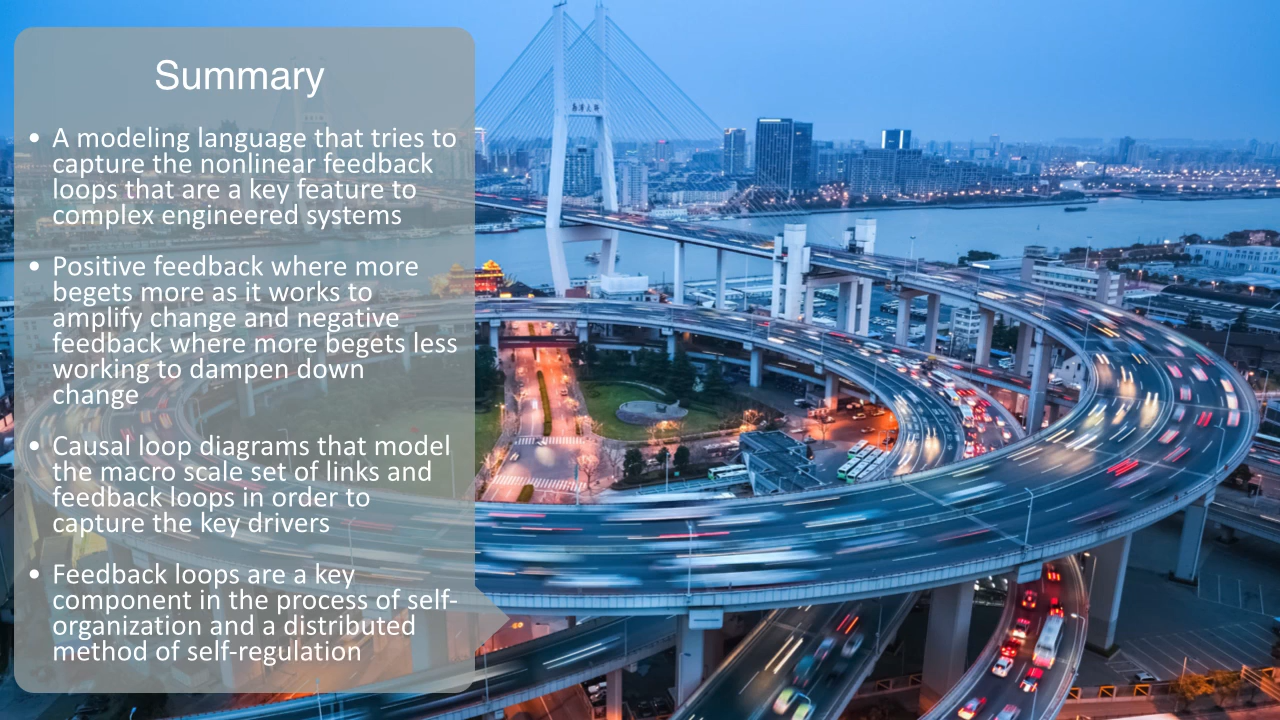 Summary
• A modeling language that tries to
capture the nonlinear feedback
loops that are a key feature to
complex engineered systems
• Positive feedback where more
begets more as it works to
amplify change and negative
feedback where more begets less
working to dampen down
change
• Causal loop diagrams that model
the macro scale set of links and
feedback loops in order to
capture the key drivers
• Feedback loops are a key
component in the process of self-
organization and a distributed
method of self-regulation
南浦大桥